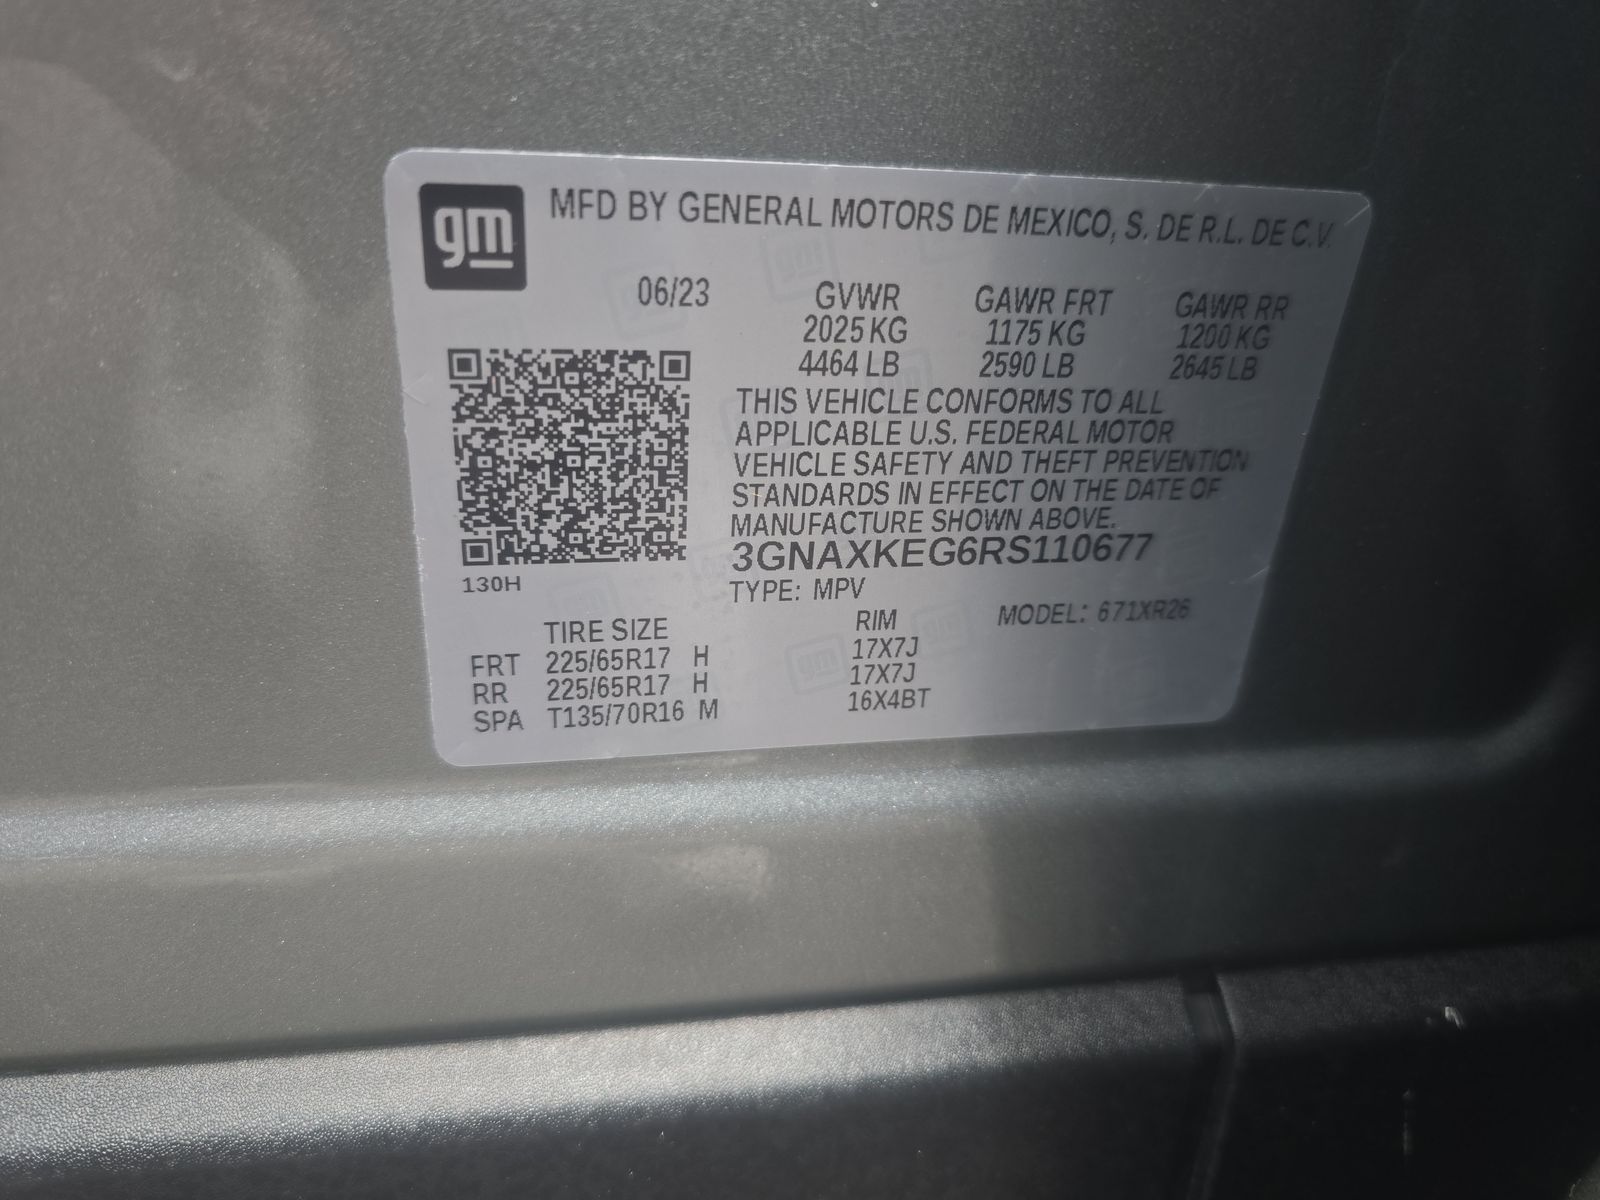 gm
MFD BY GENERAL MOTORS DE MEXICO, S. DE R.L. DE C.V.
06/23 GVWR GAWR FRT GAWR RR
2025 KG 1175 KG 1200 KG
4464 LB 2590 LB 2645 LB
THIS VEHICLE CONFORMS TO ALL
APPLICABLE U.S. FEDERAL MOTOR
VEHICLE SAFETY AND THEFT PREVENTION
STANDARDS IN EFFECT ON THE DATE OF
MANUFACTURE SHOWN ABOVE.
3GNAXKEG6RS110677
130H
TYPE: MPV
MODEL: 671XR26
TIRE SIZE RIM
FRT 225/65R17 H 17X7J
RR 225/65R17 H 17X7J
SPA T135/70R16 M 16X4BT